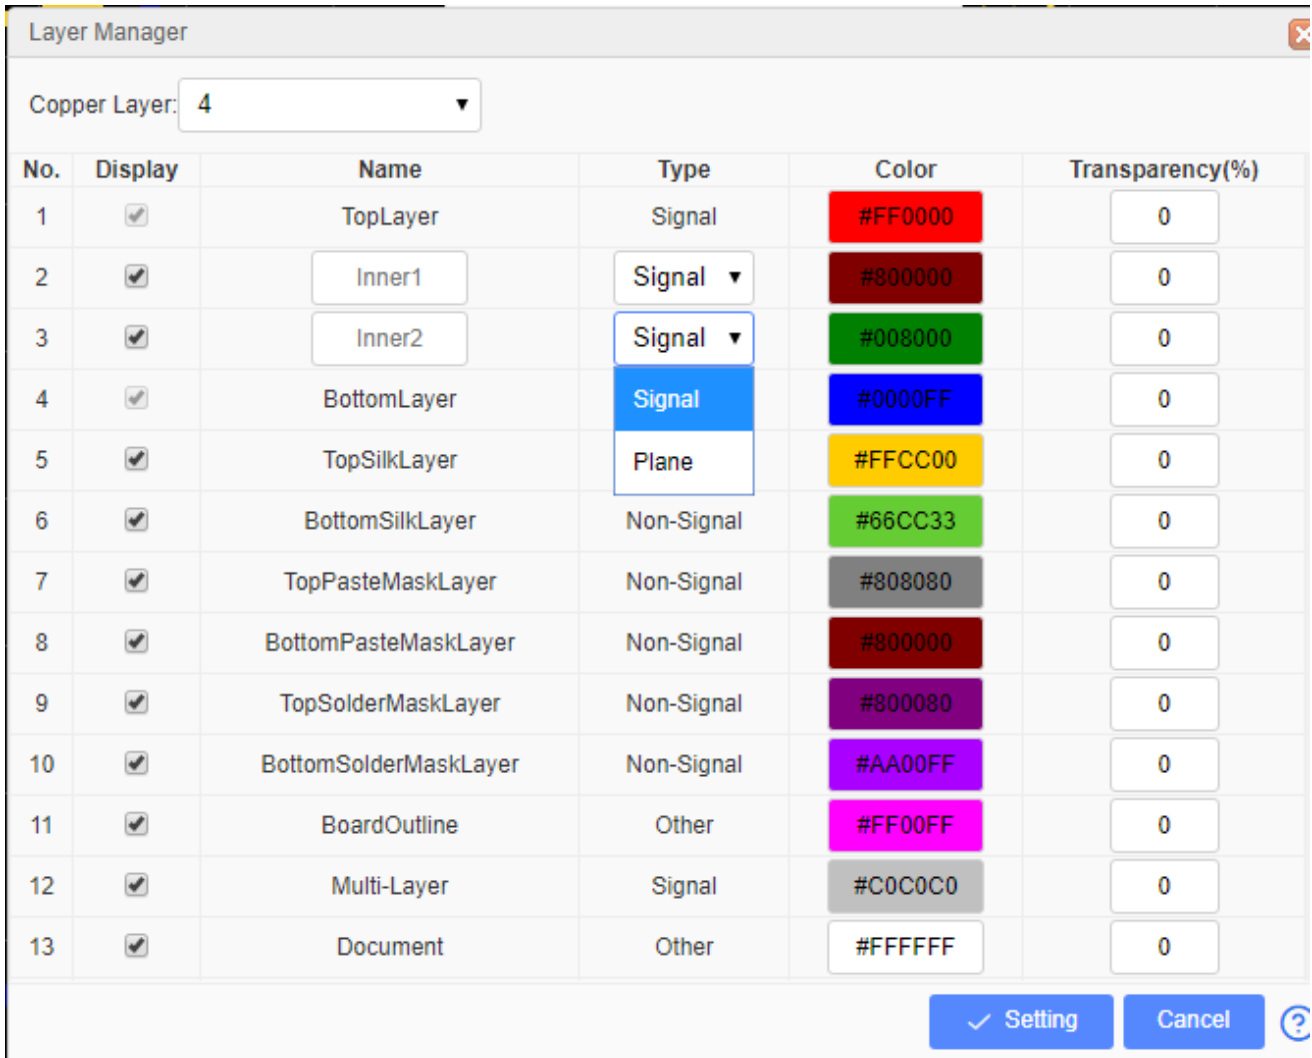 Layer Manager
Copper Layer: 4
No. Display Name Type Color Transparency(%)
1 TopLayer Signal #FF0000 0
2 Inner1 Signal #800000 0
3 Inner2 Signal #008000 0
4 BottomLayer Signal #0000FF 0
5 TopSilkLayer Plane #FFCC00 0
6 BottomSilkLayer Non-Signal #66CC33 0
7 TopPasteMaskLayer Non-Signal #808080 0
8 BottomPasteMaskLayer Non-Signal #800000 0
9 TopSolderMaskLayer Non-Signal #800080 0
10 BottomSolderMaskLayer Non-Signal #AA00FF 0
11 BoardOutline Other #FF00FF 0
12 Multi-Layer Signal #C0C0C0 0
13 Document Other #FFFFFF 0
Setting Cancel ?